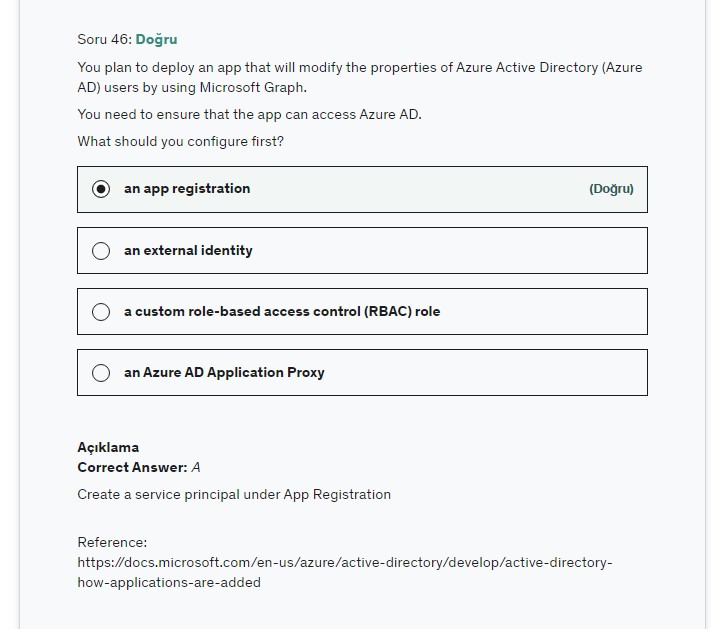 Soru 46: Doğru
You plan to deploy an app that will modify the properties of Azure Active Directory (Azure
AD) users by using Microsoft Graph.
You need to ensure that the app can access Azure AD.
What should you configure first?
an app registration (Doğru)
an external identity
a custom role-based access control (RBAC) role
an Azure AD Application Proxy
Açıklama
Correct Answer: A
Create a service principal under App Registration
Reference:
https://docs.microsoft.com/en-us/azure/active-directory/develop/active-directory-
how-applications-are-added